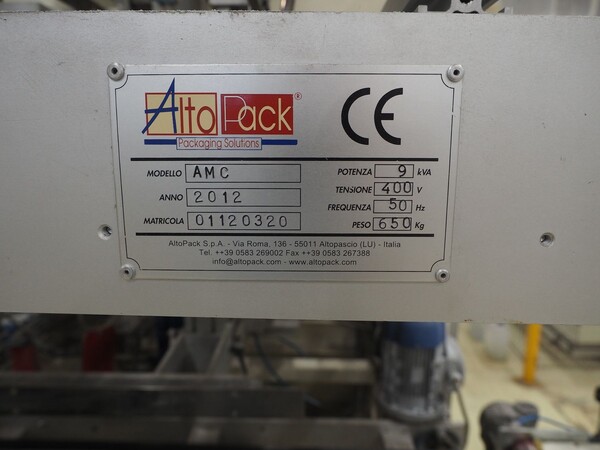 Alto Pack®
Packaging Solutions
CE
MODELLO AMC
ANNO 2012
MATRICOLA 01120320
POTENZA 9 kVA
TENSIONE 400 V
FREQUENZA 50 Hz
PESO 650 Kg
AltoPack S.p.A. - Via Roma, 136 - 55011 Altopascio (LU) - Italia
Tel. ++39 0583 269002 Fax ++39 0583 267388
info@altopack.com - www.altopack.com